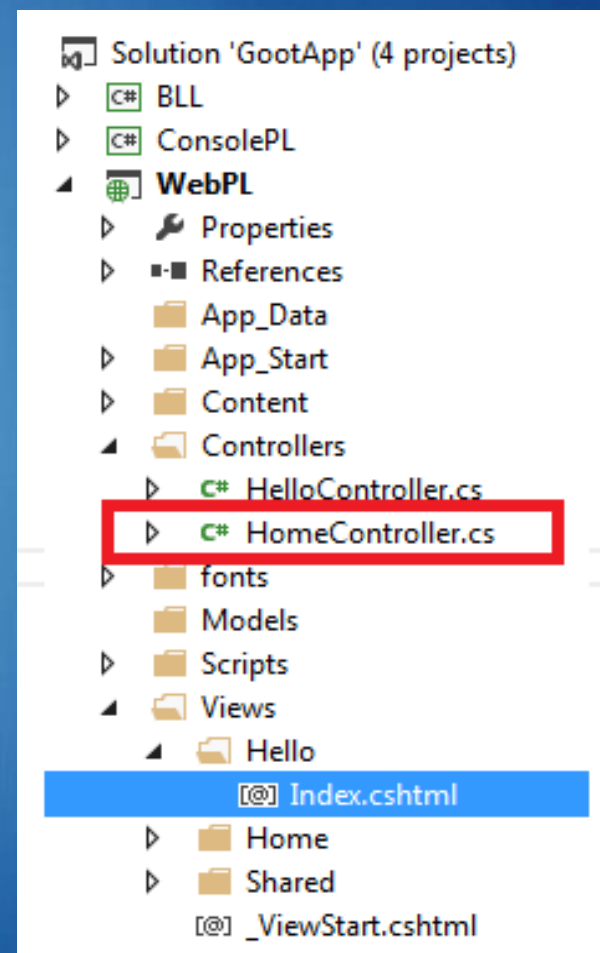 Solution 'GootApp' (4 projects)
C# BLL
C# ConsolePL
WebPL
Properties
References
App_Data
App_Start
Content
Controllers
C# HelloController.cs
C# HomeController.cs
fonts
Models
Scripts
Views
Hello
[@] Index.cshtml
Home
Shared
[@] _ViewStart.cshtml